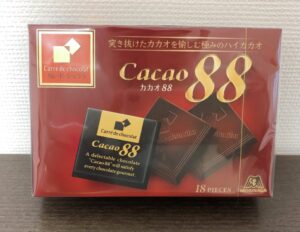 突き抜けたカカオを愉しむ極みのハイカカオ
Carré de chocolat
Cacao 88
カカオ88
Carré de chocolat
Cacao 88
A delectable chocolate
"Cacao 88" will satisfy
every chocolate gourmet.
18 PIECES